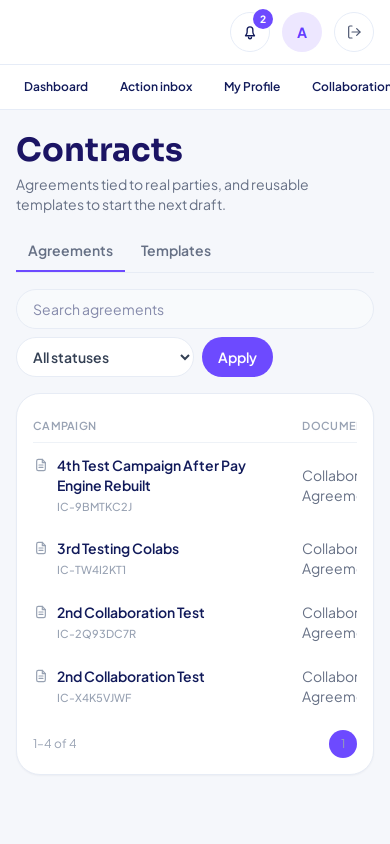 2
A
Dashboard Action inbox My Profile Collaboration
Contracts
Agreements tied to real parties, and reusable
templates to start the next draft.
Agreements Templates
Search agreements
All statuses Apply
CAMPAIGN DOCUME
4th Test Campaign After Pay
Engine Rebuilt
IC-9BMTKC2J
Collabor
Agreem
3rd Testing Colabs
IC-TW4I2KT1
Collabor
Agreem
2nd Collaboration Test
IC-2Q93DC7R
Collabor
Agreem
2nd Collaboration Test
IC-X4K5VJWF
Collabor
Agreem
1–4 of 4
1